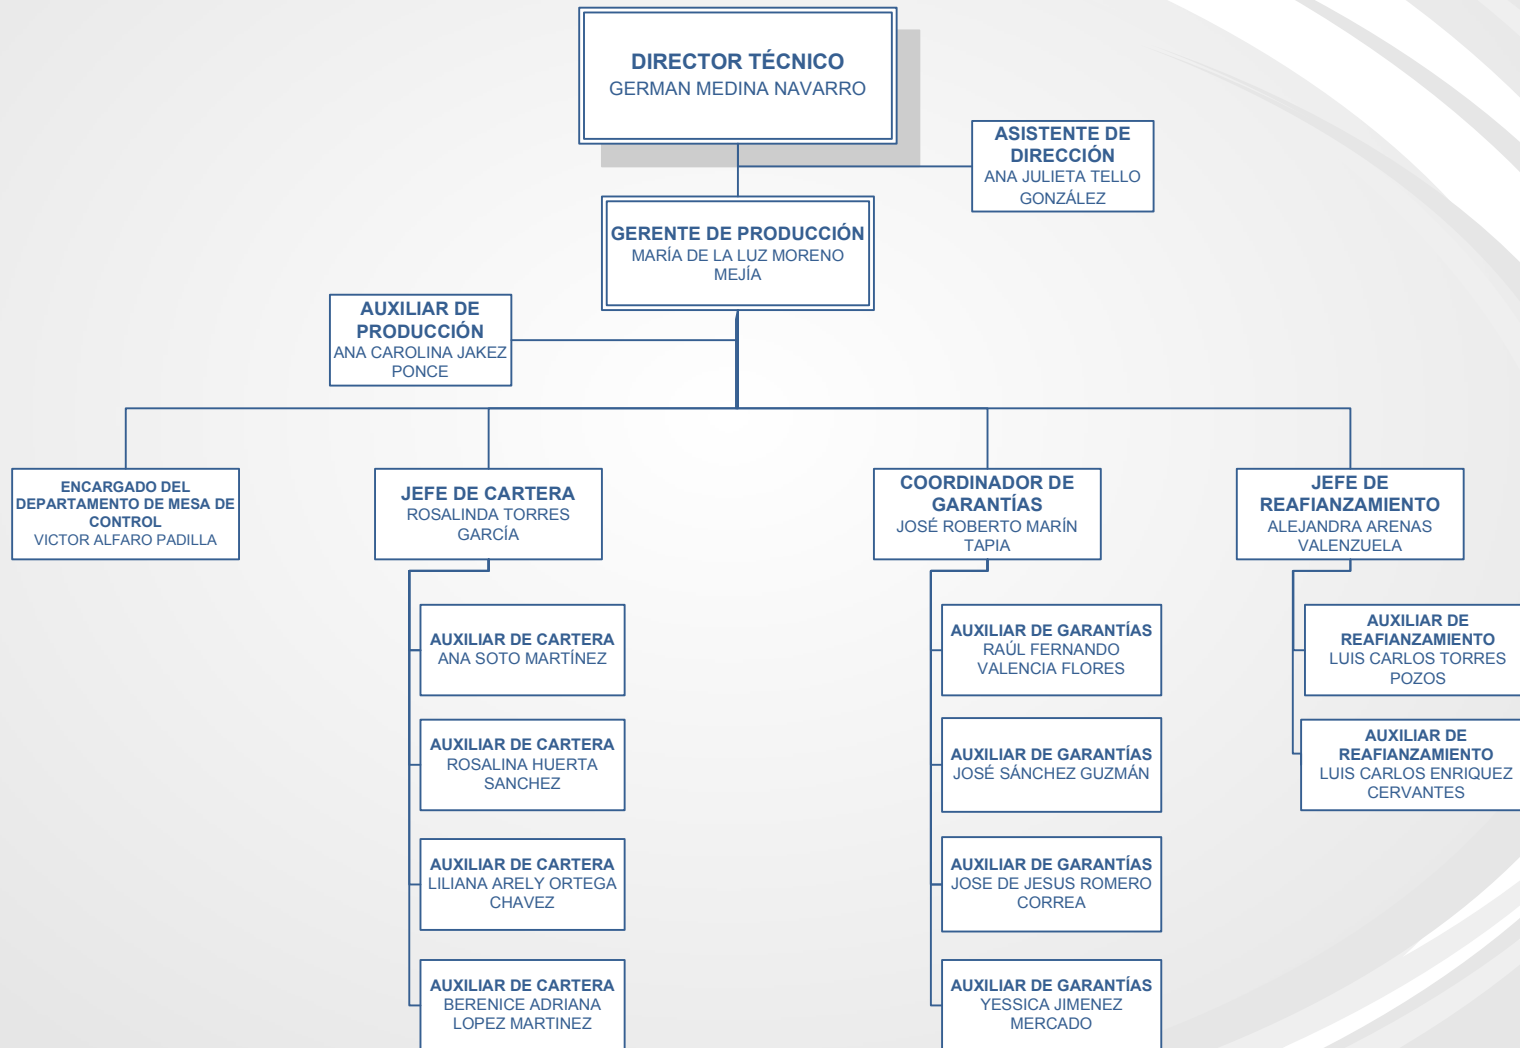 DIRECTOR TÉCNICO
GERMAN MEDINA NAVARRO
ASISTENTE DE
DIRECCIÓN
ANA JULIETA TELLO
GONZÁLEZ
GERENTE DE PRODUCCIÓN
MARÍA DE LA LUZ MORENO
MEJÍA
AUXILIAR DE
PRODUCCIÓN
ANA CAROLINA JAKEZ
PONCE
ENCARGADO DEL
DEPARTAMENTO DE MESA DE
CONTROL
VICTOR ALFARO PADILLA
JEFE DE CARTERA
ROSALINDA TORRES
GARCÍA
COORDINADOR DE
GARANTÍAS
JOSÉ ROBERTO MARÍN
TAPIA
JEFE DE
REAFIANZAMIENTO
ALEJANDRA ARENAS
VALENZUELA
AUXILIAR DE CARTERA
ANA SOTO MARTÍNEZ
AUXILIAR DE GARANTÍAS
RAÚL FERNANDO
VALENCIA FLORES
AUXILIAR DE
REAFIANZAMIENTO
LUIS CARLOS TORRES
POZOS
AUXILIAR DE CARTERA
ROSALINA HUERTA
SANCHEZ
AUXILIAR DE GARANTÍAS
JOSÉ SÁNCHEZ GUZMÁN
AUXILIAR DE
REAFIANZAMIENTO
LUIS CARLOS ENRIQUEZ
CERVANTES
AUXILIAR DE CARTERA
LILIANA ARELY ORTEGA
CHAVEZ
AUXILIAR DE GARANTÍAS
JOSE DE JESUS ROMERO
CORREA
AUXILIAR DE CARTERA
BERENICE ADRIANA
LOPEZ MARTINEZ
AUXILIAR DE GARANTÍAS
YESSICA JIMENEZ
MERCADO